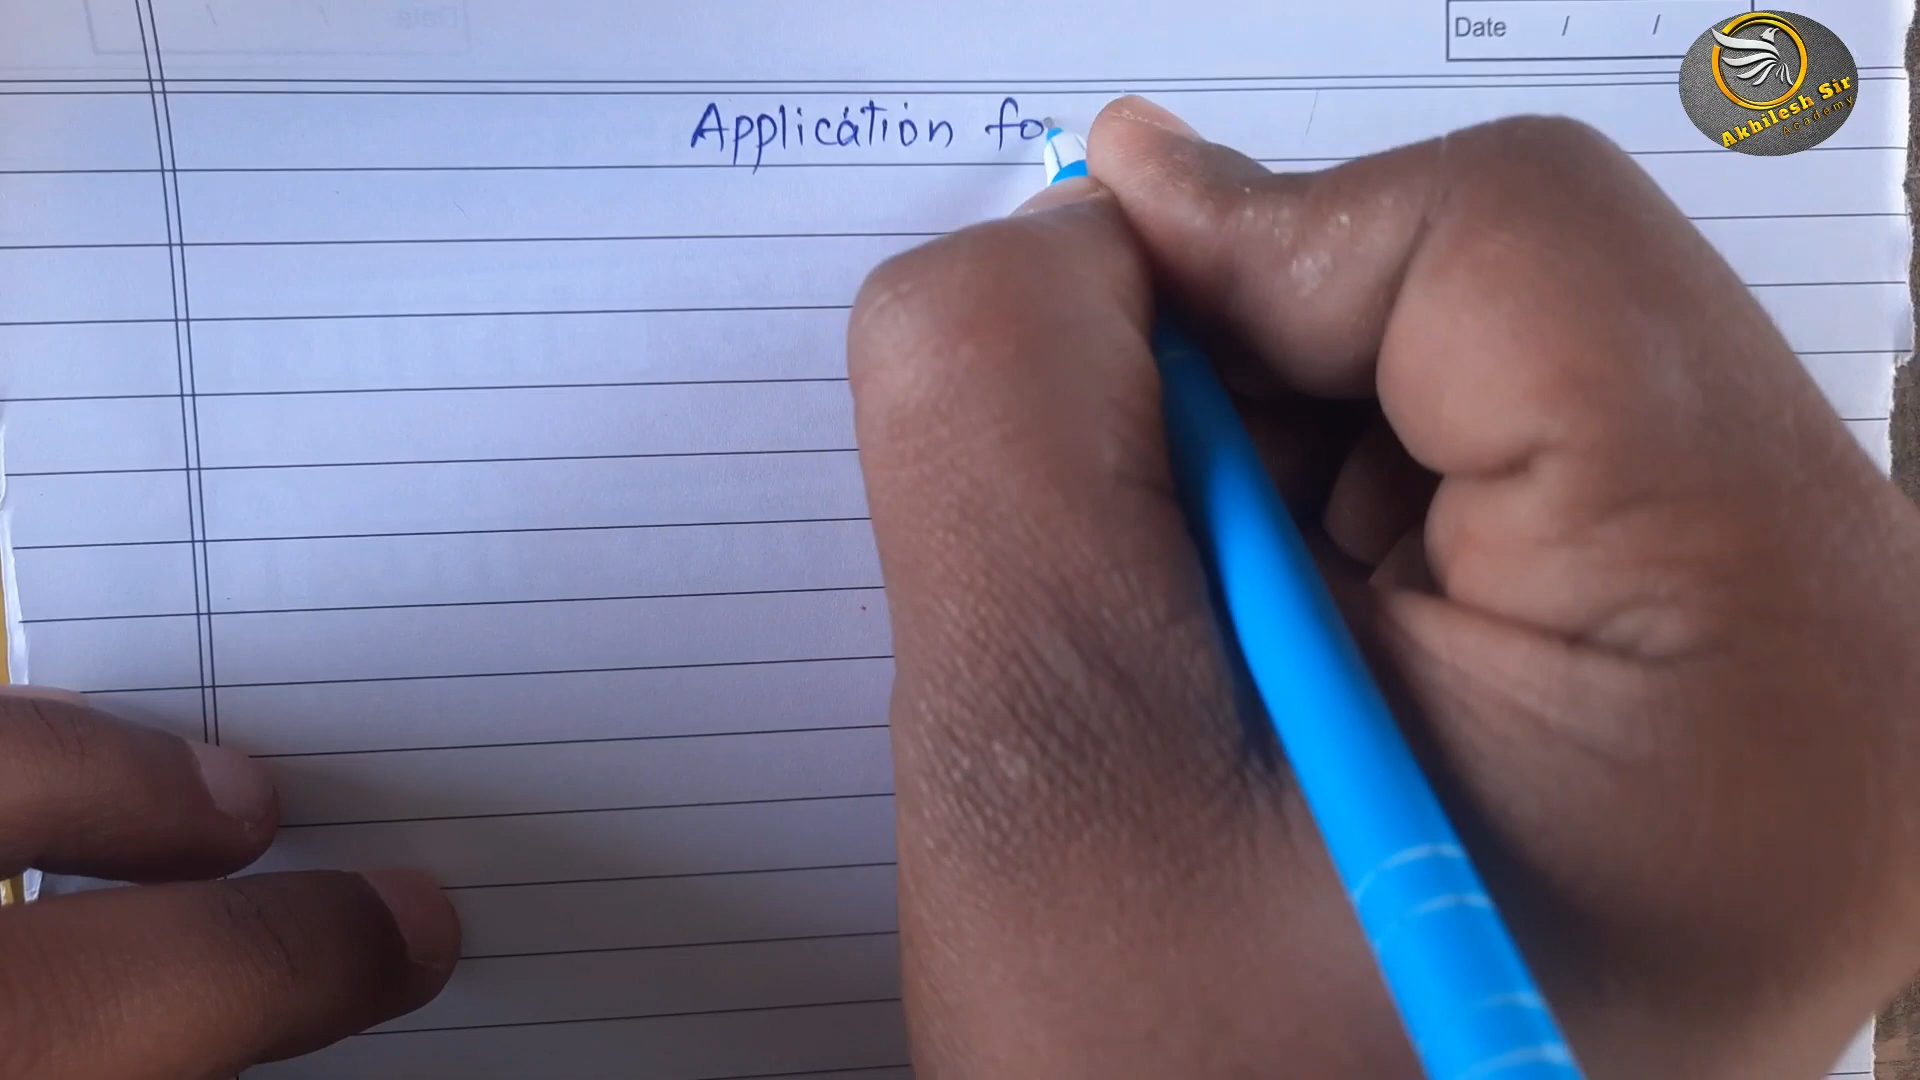 Date / /
Application fo
Akhilesh Sir
Academy